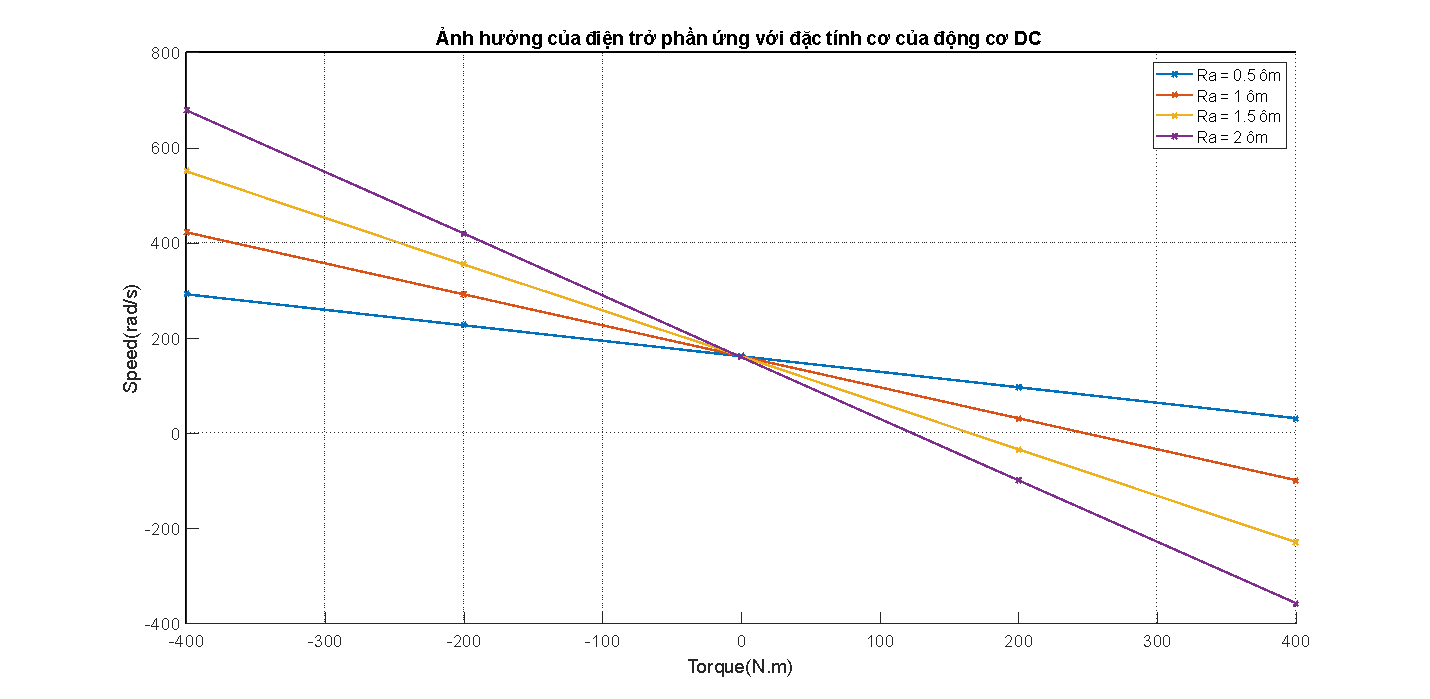 Ảnh hưởng của điện trở phần ứng với đặc tính cơ của động cơ DC
800
600
400
200
0
-200
-400
Speed(rad/s)
Ra = 0.5 ôm
Ra = 1 ôm
Ra = 1.5 ôm
Ra = 2 ôm
-400 -300 -200 -100 0 100 200 300 400
Torque(N.m)